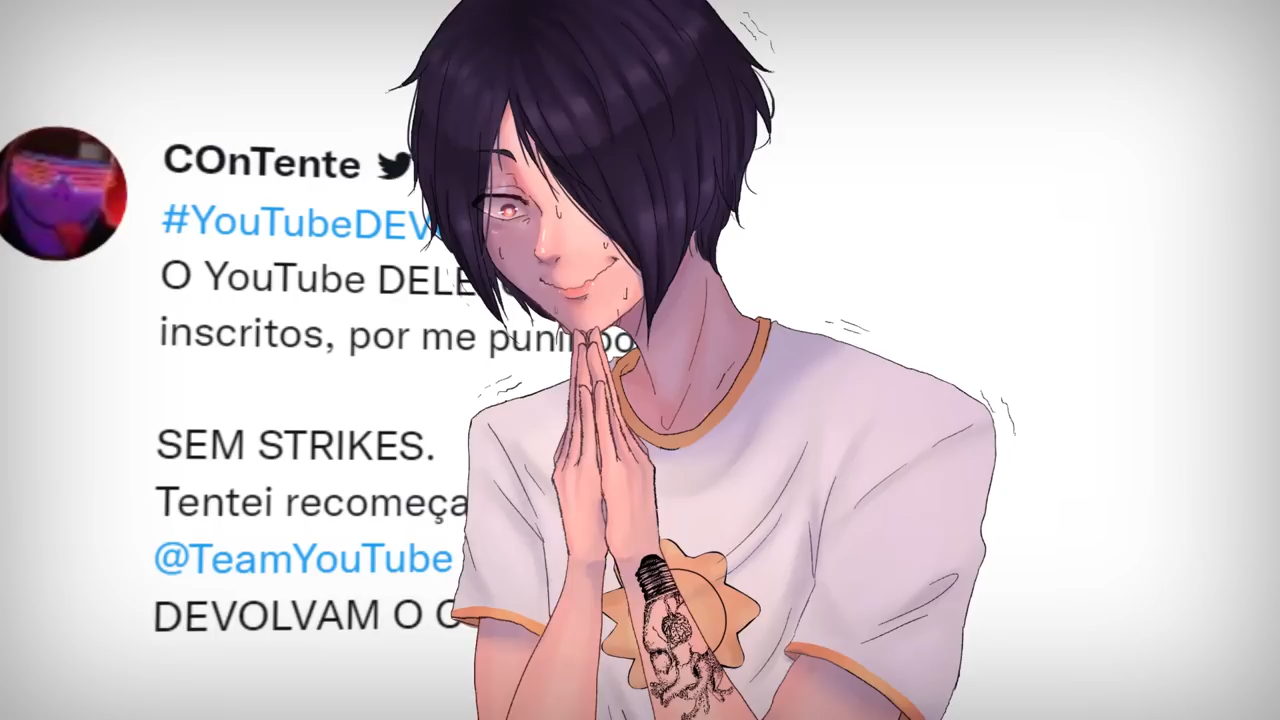 COnTente
#YouTubeDEV
O YouTube DELE
inscritos, por me puni
SEM STRIKES.
Tentei recomeça
@TeamYouTube
DEVOLVAM O C